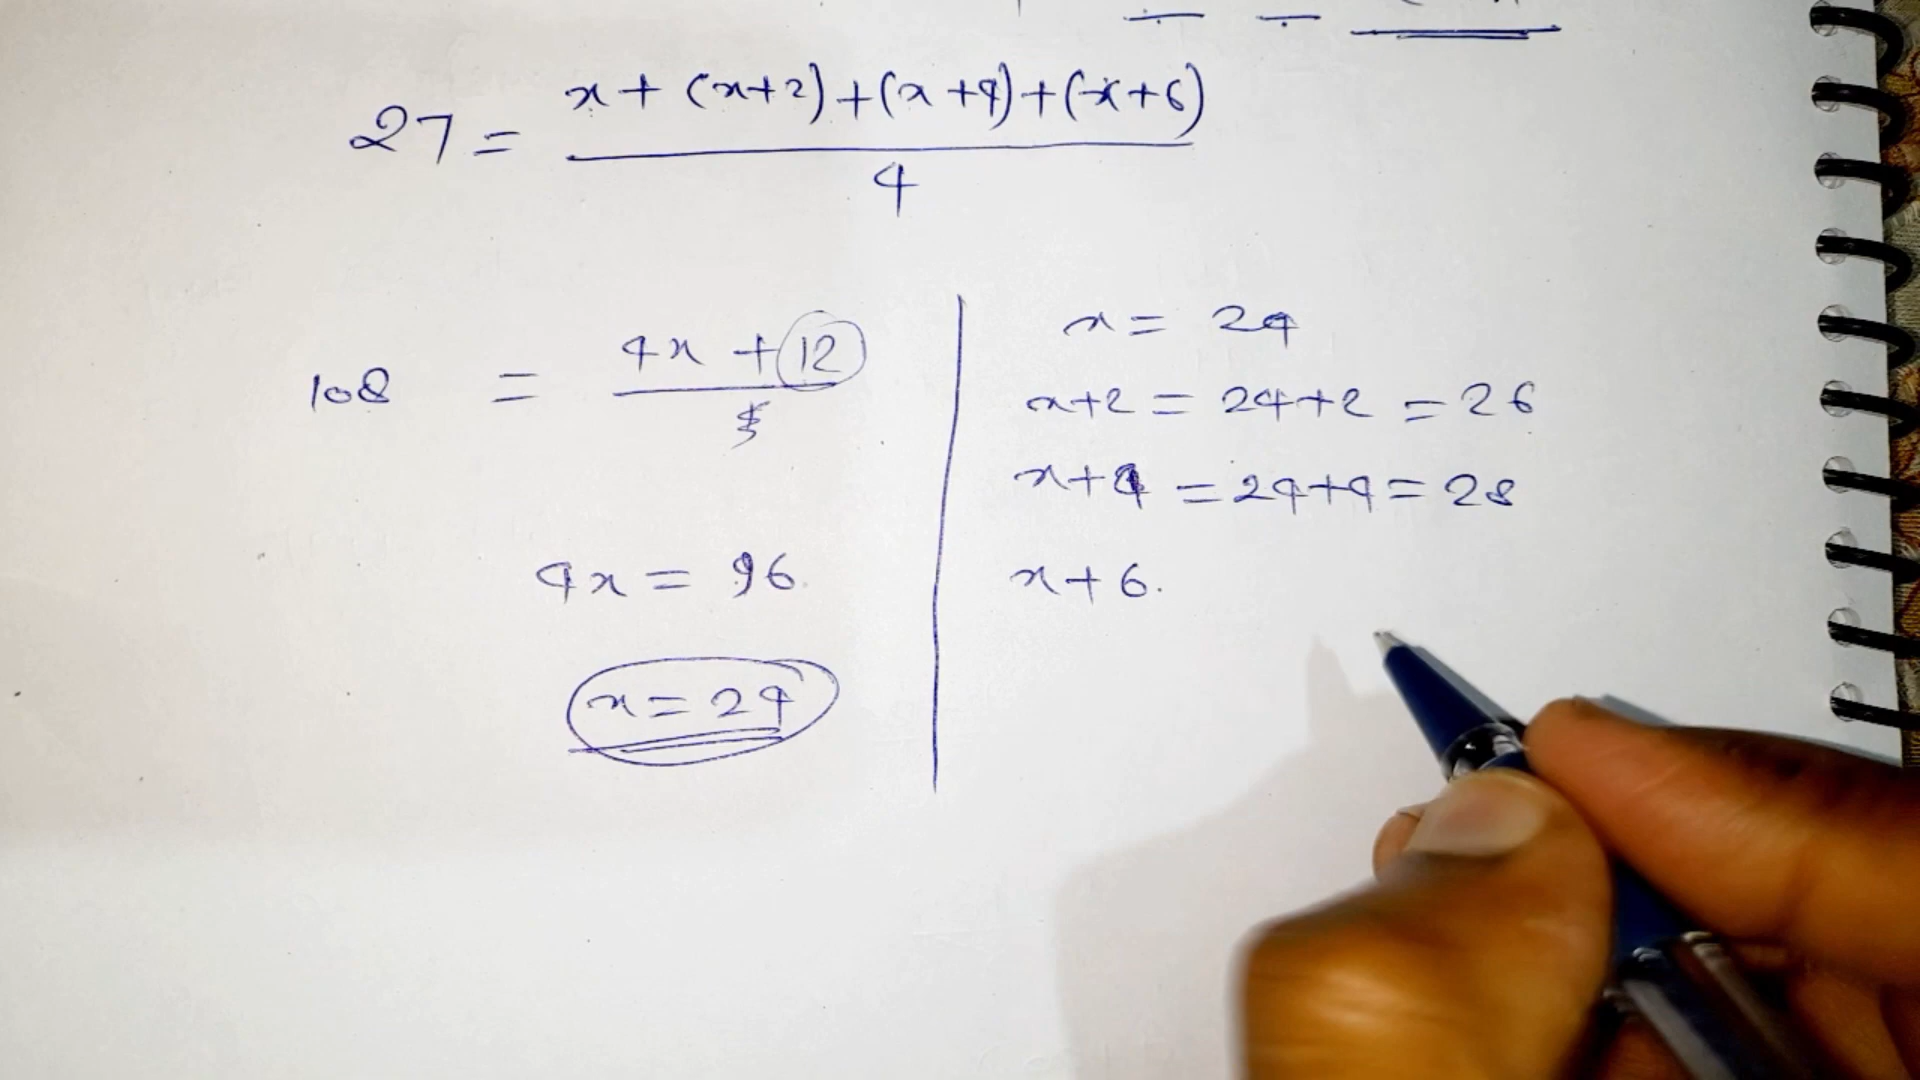 27 = x + (x+2) + (x+4) + (x+6)
4
108 = 4x + 12
4x = 96
x = 24
x = 24
x+2 = 24+2 = 26
x+4 = 24+4 = 28
x+6.